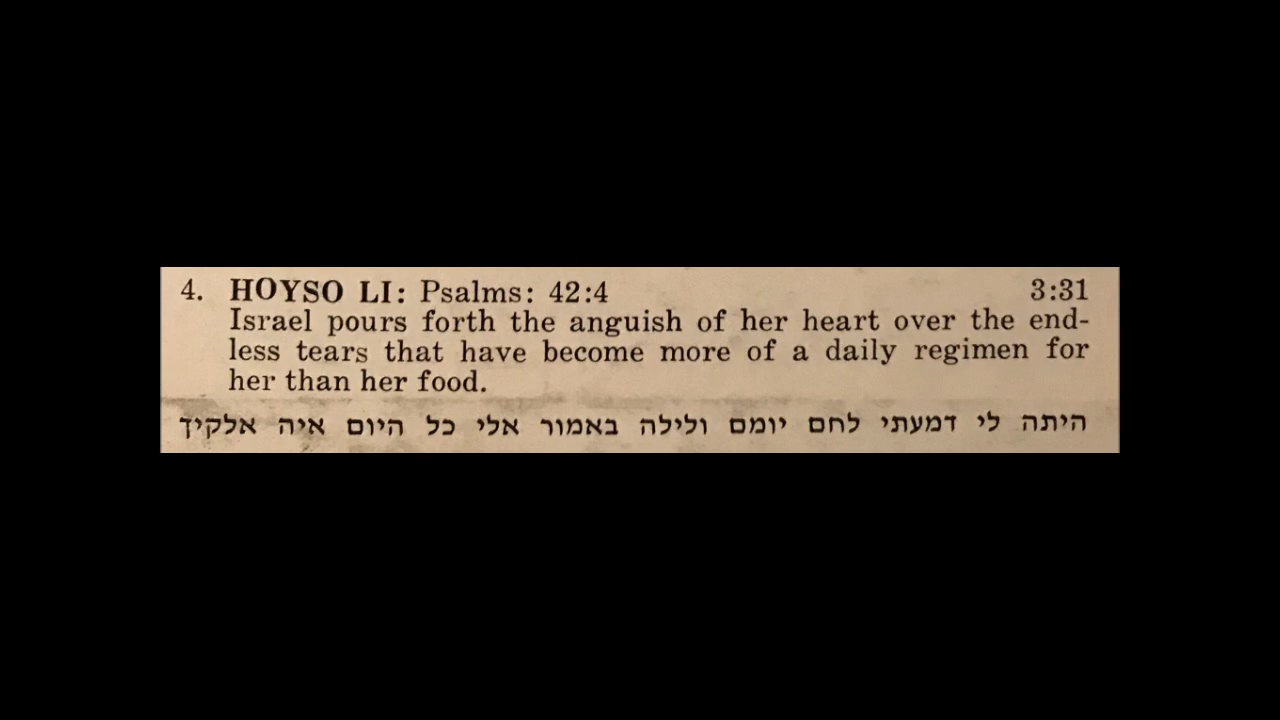 4. HOYSO LI: Psalms: 42:4 3:31
Israel pours forth the anguish of her heart over the end-
less tears that have become more of a daily regimen for
her than her food.
היתה לי דמעתי לחם יומם ולילה באמור אלי כל היום איה אלקיך